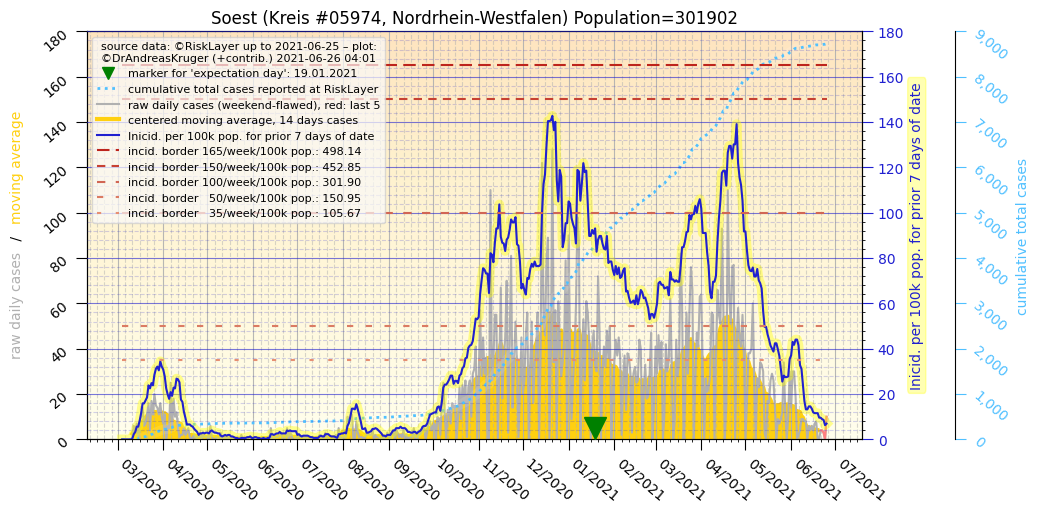 Soest (Kreis #05974, Nordrhein-Westfalen) Population=301902
source data: ©RiskLayer up to 2021-06-25 – plot:
©DrAndreasKruger (+contrib.) 2021-06-26 04:01
marker for 'expectation day': 19.01.2021
cumulative total cases reported at RiskLayer
raw daily cases (weekend-flawed), red: last 5
centered moving average, 14 days cases
Inicid. per 100k pop. for prior 7 days of date
incid. border 165/week/100k pop.: 498.14
incid. border 150/week/100k pop.: 452.85
incid. border 100/week/100k pop.: 301.90
incid. border   50/week/100k pop.: 150.95
incid. border   35/week/100k pop.: 105.67
raw daily cases / moving average
0
20
40
60
80
100
120
140
160
180
03/2020
04/2020
05/2020
06/2020
07/2020
08/2020
09/2020
10/2020
11/2020
12/2020
01/2021
02/2021
03/2021
04/2021
05/2021
06/2021
07/2021
0
20
40
60
80
100
120
140
160
180
Inicid. per 100k pop. for prior 7 days of date
0
1,000
2,000
3,000
4,000
5,000
6,000
7,000
8,000
9,000
cumulative total cases